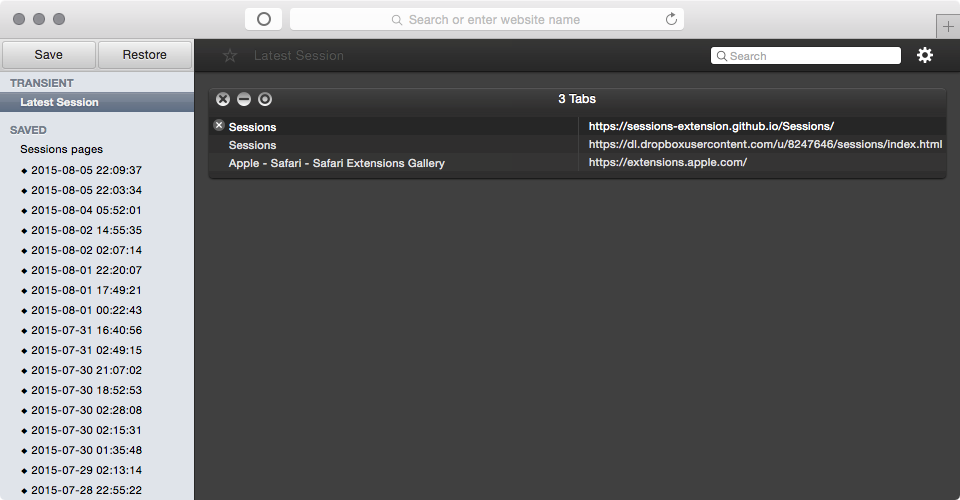 Search or enter website name
Save Restore
Latest Session
Search
TRANSIENT
Latest Session
SAVED
Sessions pages
2015-08-05 22:09:37
2015-08-05 22:03:34
2015-08-04 05:52:01
2015-08-02 14:55:35
2015-08-02 02:07:14
2015-08-01 22:20:07
2015-08-01 17:49:21
2015-08-01 00:22:43
2015-07-31 16:40:56
2015-07-31 02:49:15
2015-07-30 21:07:02
2015-07-30 18:52:53
2015-07-30 02:28:08
2015-07-30 02:15:31
2015-07-30 01:35:48
2015-07-29 02:13:14
2015-07-28 22:55:22
3 Tabs
Sessions https://sessions-extension.github.io/Sessions/
Sessions https://dl.dropboxusercontent.com/u/8247646/sessions/index.html
Apple - Safari - Safari Extensions Gallery https://extensions.apple.com/